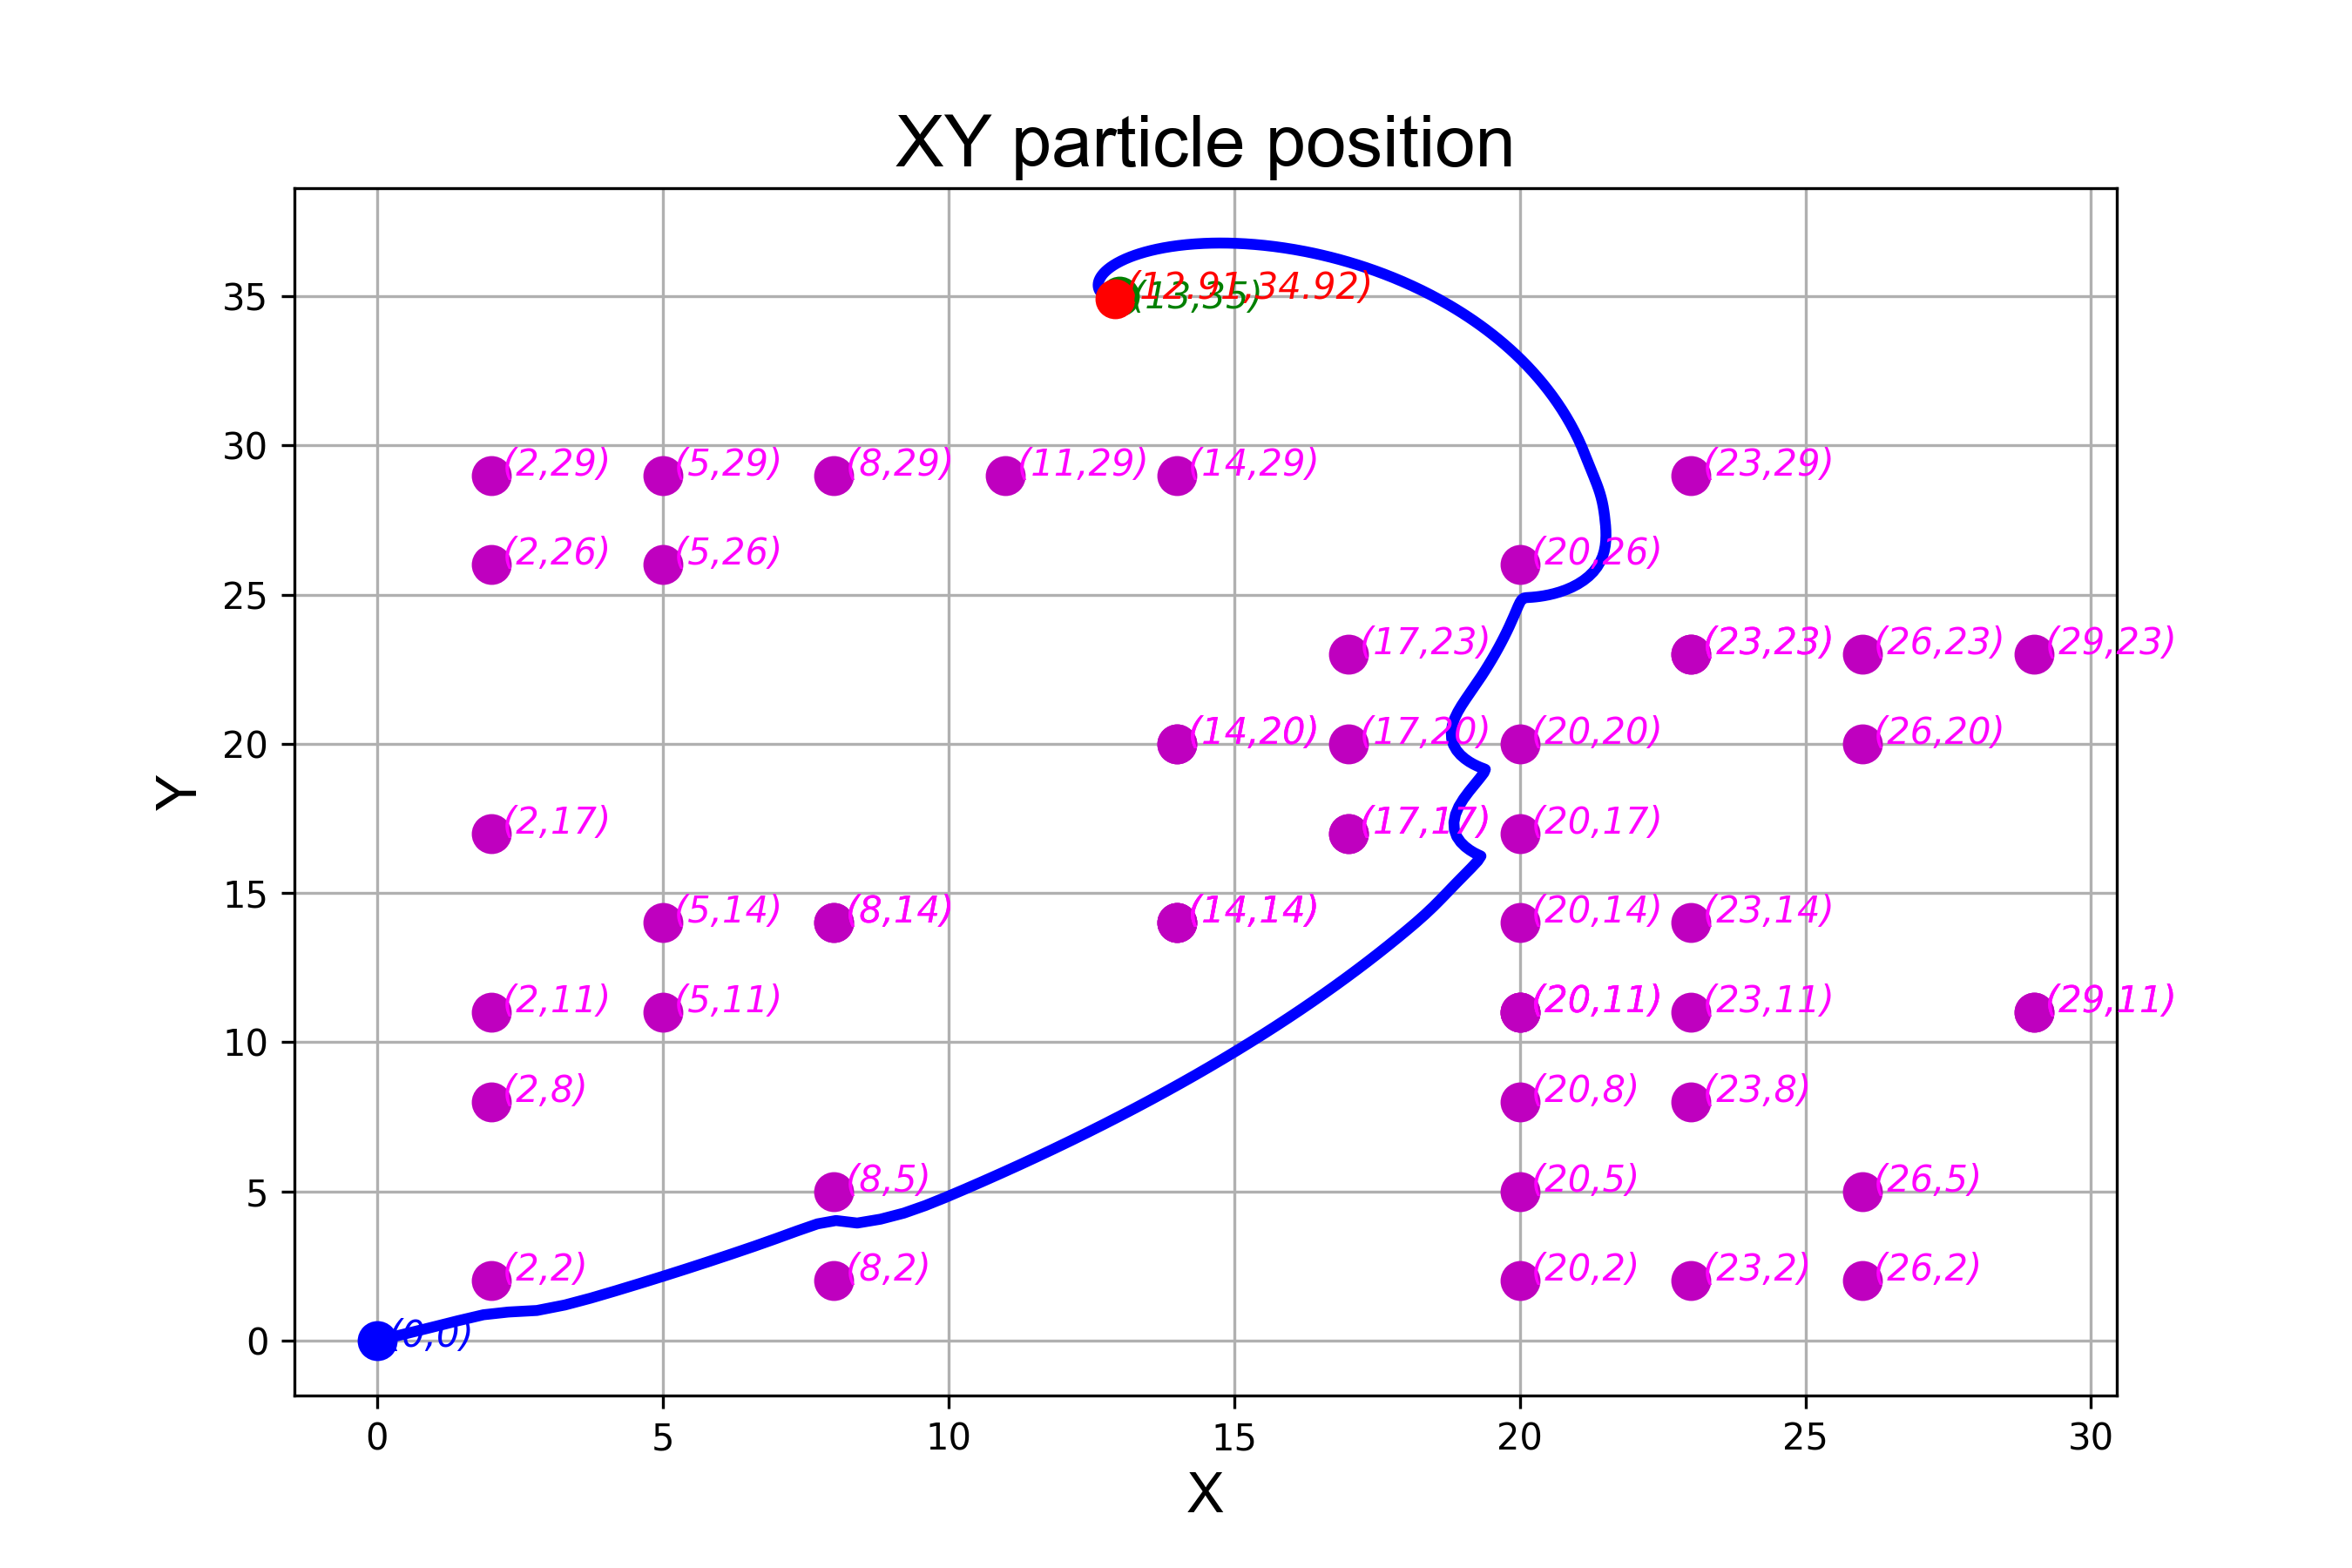 XY particle position
35
(12.91,34.92)
(13,35)
30
(2,29) (5,29) (8,29) (11,29) (14,29) (23,29)
(2,26) (5,26) (20,26)
25
(17,23) (23,23) (26,23) (29,23)
20
(14,20) (17,20) (20,20) (26,20)
(2,17) (17,17) (20,17)
15
(5,14) (8,14) (14,14) (20,14) (23,14)
(2,11) (5,11) (20,11) (23,11) (29,11)
10
(2,8) (20,8) (23,8)
5
(8,5) (20,5) (26,5)
(2,2) (8,2) (20,2) (23,2) (26,2)
0
(0,0)
Y
0 5 10 15 20 25 30
X